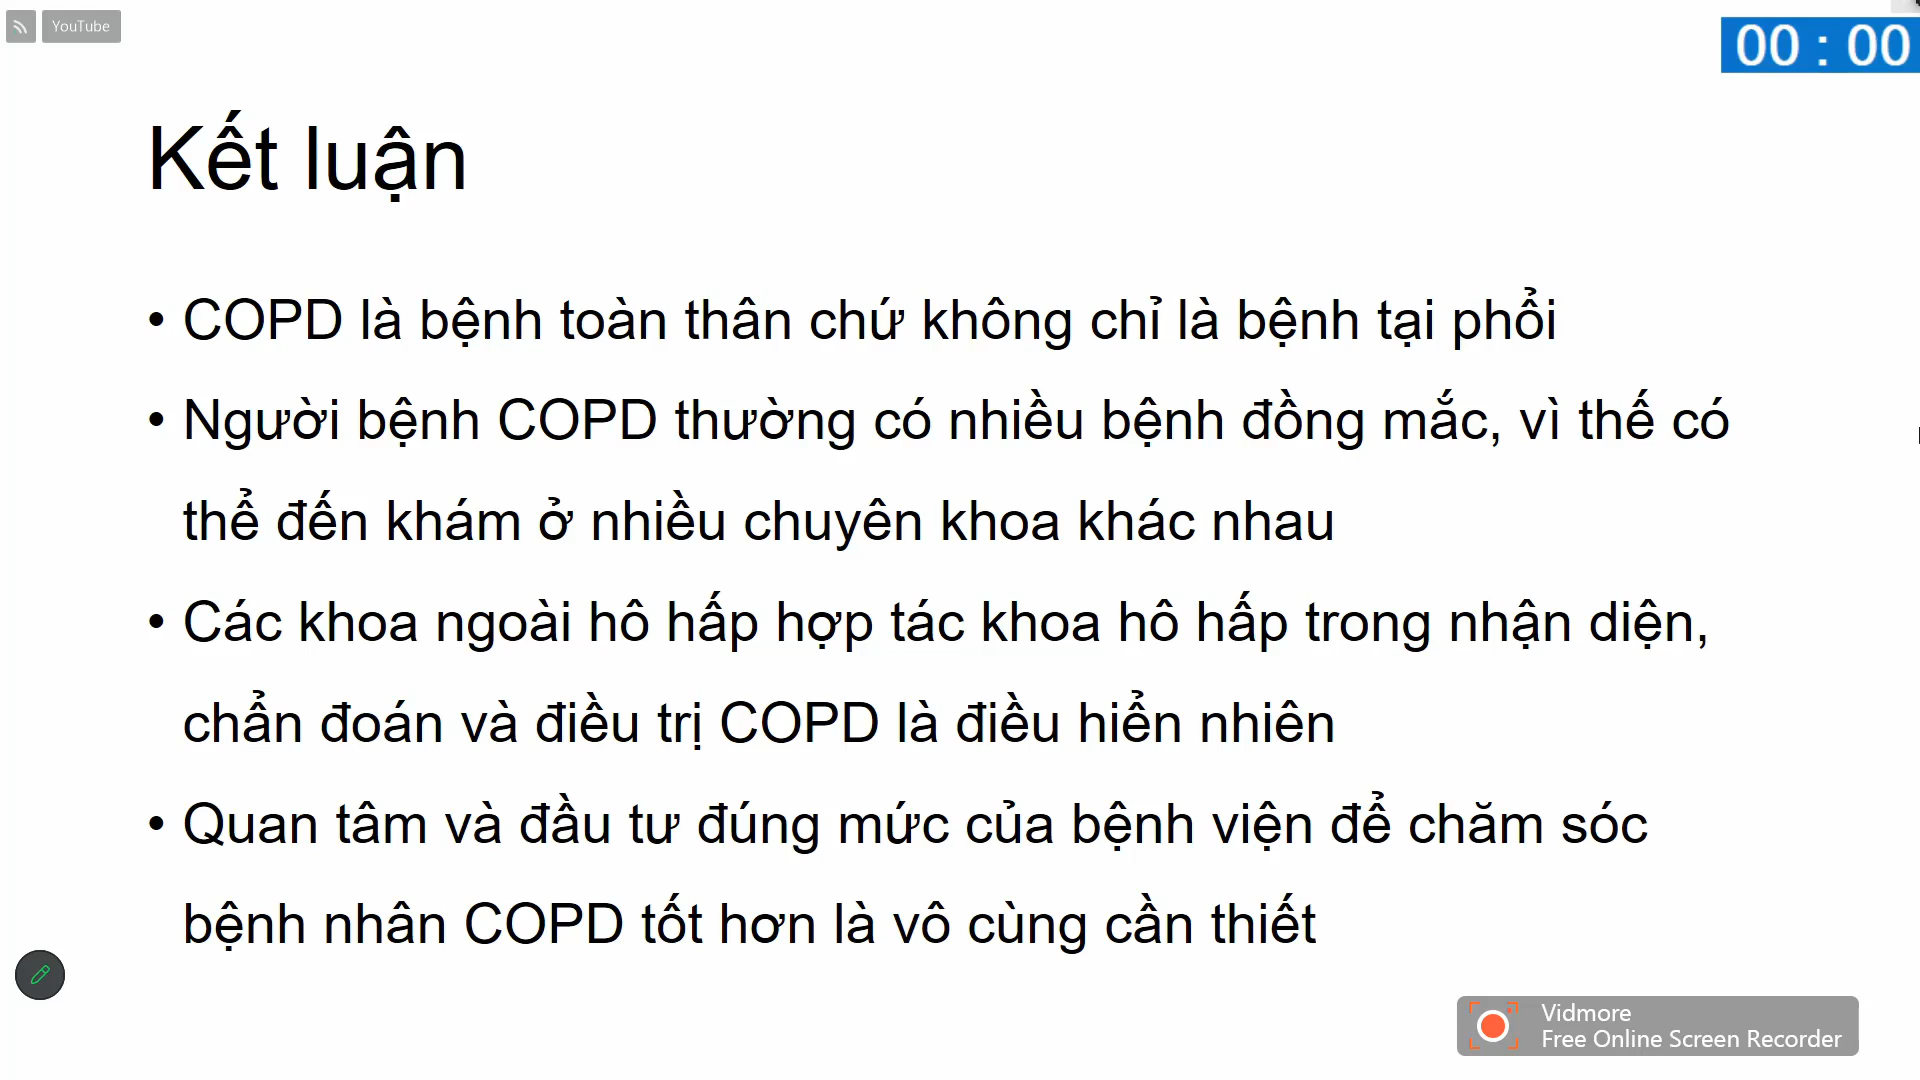 YouTube
00 : 00
Kết luận
• COPD là bệnh toàn thân chứ không chỉ là bệnh tại phổi
• Người bệnh COPD thường có nhiều bệnh đồng mắc, vì thế có
thể đến khám ở nhiều chuyên khoa khác nhau
• Các khoa ngoài hô hấp hợp tác khoa hô hấp trong nhận diện,
chẩn đoán và điều trị COPD là điều hiển nhiên
• Quan tâm và đầu tư đúng mức của bệnh viện để chăm sóc
bệnh nhân COPD tốt hơn là vô cùng cần thiết
Vidmore
Free Online Screen Recorder